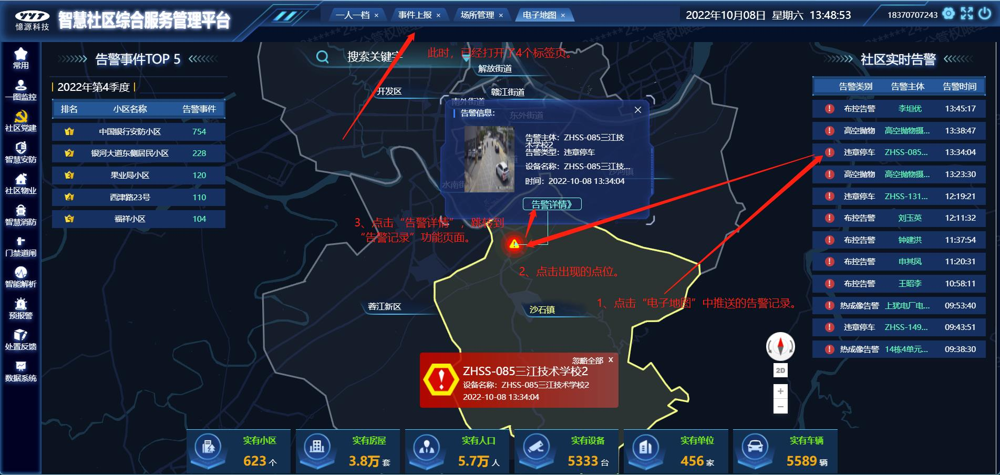 YYT
憶源科技
智慧社区综合服务管理平台
一人一档 ×
事件上报 ×
场所管理 ×
电子地图 ×
2022年10月08日 星期六 13:48:53
18370707243
常用
一图监控
社区党建
智慧安防
社区物业
智慧消防
门禁道闸
智能解析
预报警
处置反馈
数据系统
告警事件TOP 5
2022年第4季度
排名 小区名称 告警事件
1 中国银行安防小区 754
2 银河大道东侧居民小区 228
3 果业局小区 120
4 西津路23号 110
5 福祥小区 104
搜索关键字
此时，已经打开了4个标签页。
解放街道
开发区
赣江街道
南外街道
东外街道
沙河镇
水南街
告警信息：
告警主体：ZHSS-085三江技
术学校2
告警类型：违章停车
设备名称：ZHSS-085三江技...
时间：2022-10-08 13:34:04
告警详情》
3、点击“告警详情”，跳转到
“告警记录”功能页面。
2、点击出现的点位。
1、点击“电子地图”中推送的告警记录。
蓉江新区
沙石镇
忽略全部 x
ZHSS-085三江技术学校2
设备名称：ZHSS-085三江技术学校2
2022-10-08 13:34:04
社区实时告警
告警类别 告警主体 告警时间
布控告警 李坦优 13:45:17
高空抛物 高空抛物摄... 13:38:47
违章停车 ZHSS-085... 13:34:04
高空抛物 高空抛物摄... 13:23:30
违章停车 ZHSS-131... 12:19:21
布控告警 刘玉英 12:11:32
布控告警 钟建洪 11:37:54
布控告警 申其凤 11:20:31
布控告警 王昭李 10:58:11
热成像告警 上犹电厂电... 09:53:40
违章停车 ZHSS-149... 09:43:51
热成像告警 14栋4单元... 09:38:30
2D
+
−
实有小区
623 个
实有房屋
3.8万 套
实有人口
5.7万 人
实有设备
5333 台
实有单位
456 家
实有车辆
5589 辆